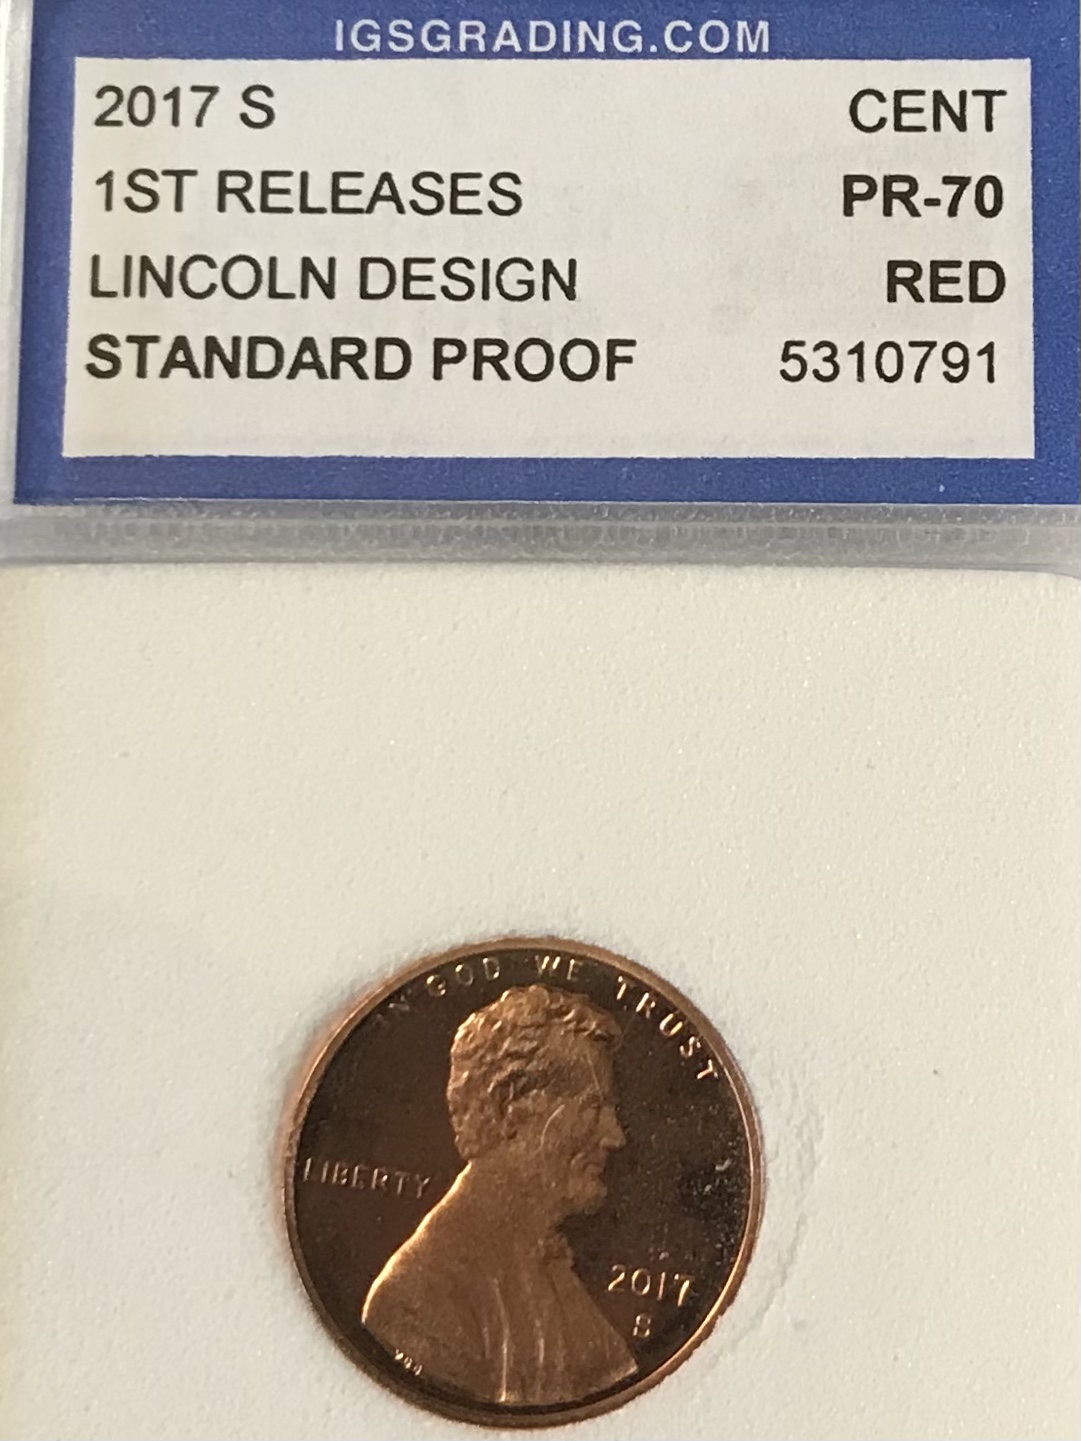 IGSGRADING.COM
2017 S CENT
1ST RELEASES PR-70
LINCOLN DESIGN RED
STANDARD PROOF 5310791
IN GOD WE TRUST
LIBERTY
2017
S